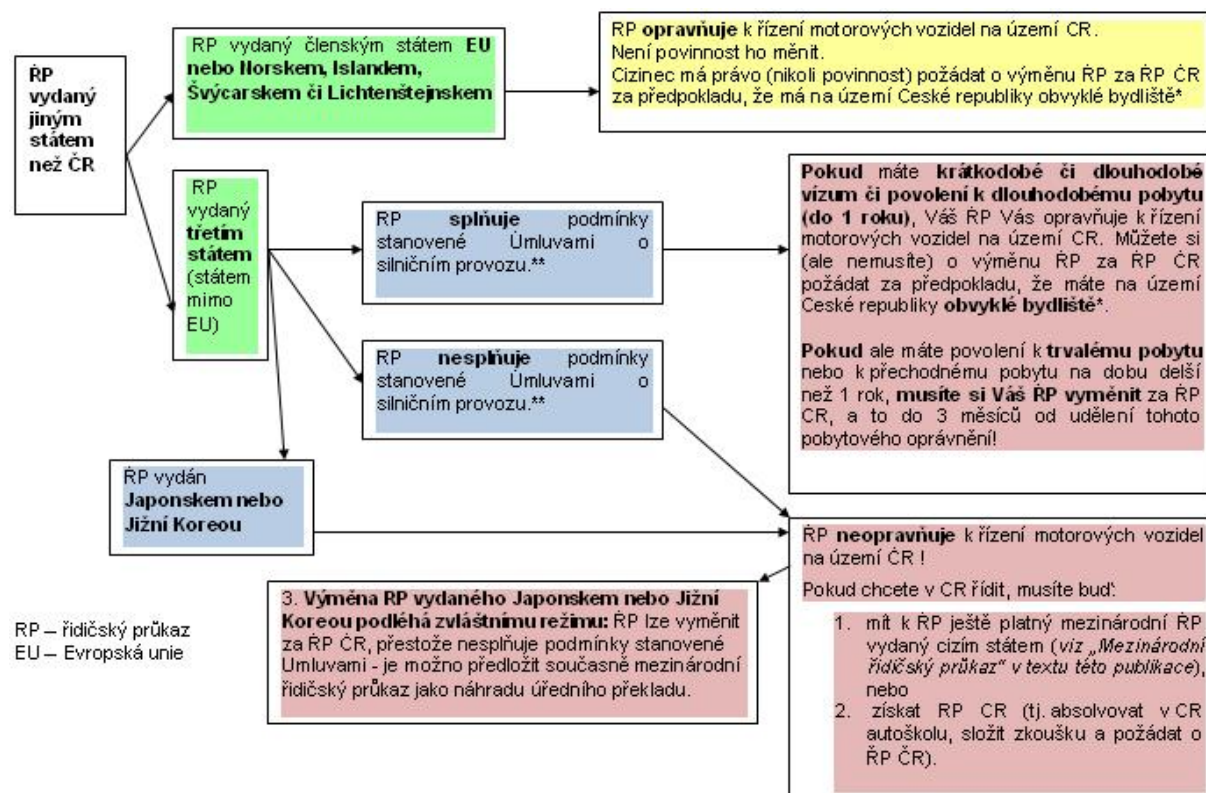 ŘP
vydaný
jiným
státem
než ČR
ŘP vydaný členským státem EU
nebo Norskem, Islandem,
Švýcarskem či Lichtenštejnskem
ŘP opravňuje k řízení motorových vozidel na území ČR.
Není povinnost ho měnit.
Cizinec má právo (nikoli povinnost) požádat o výměnu ŘP za ŘP ČR
za předpokladu, že má na území České republiky obvyklé bydliště*
ŘP
vydaný
třetím
státem
(státem
mimo
EU)
ŘP splňuje podmínky
stanovené Úmluvami o
silničním provozu.**
Pokud máte krátkodobé či dlouhodobé
vízum či povolení k dlouhodobému pobytu
(do 1 roku), Váš ŘP Vás opravňuje k řízení
motorových vozidel na území ČR. Můžete si
(ale nemusíte) o výměnu ŘP za ŘP ČR
požádat za předpokladu, že máte na území
České republiky obvyklé bydliště*.
Pokud ale máte povolení k trvalému pobytu
nebo k přechodnému pobytu na dobu delší
než 1 rok, musíte si Váš ŘP vyměnit za ŘP
ČR, a to do 3 měsíců od udělení tohoto
pobytového oprávnění!
ŘP nesplňuje podmínky
stanovené Úmluvami o
silničním provozu.**
ŘP vydán
Japonskem nebo
Jižní Koreou
ŘP neopravňuje k řízení motorových vozidel
na území ČR !
Pokud chcete v ČR řídit, musíte buď:
1. mít k ŘP ještě platný mezinárodní ŘP
vydaný cizím státem (viz „Mezinárodní
řidičský průkaz“ v textu této publikace),
nebo
2. získat ŘP ČR (tj. absolvovat v ČR
autoškolu, složit zkoušku a požádat o
ŘP ČR).
3. Výměna ŘP vydaného Japonskem nebo Jižní
Koreou podléhá zvláštnímu režimu: ŘP lze vyměnit
za ŘP ČR, přestože nesplňuje podmínky stanovené
Úmluvami - je možno předložit současně mezinárodní
řidičský průkaz jako náhradu úředního překladu.
ŘP – řidičský průkaz
EU – Evropská unie